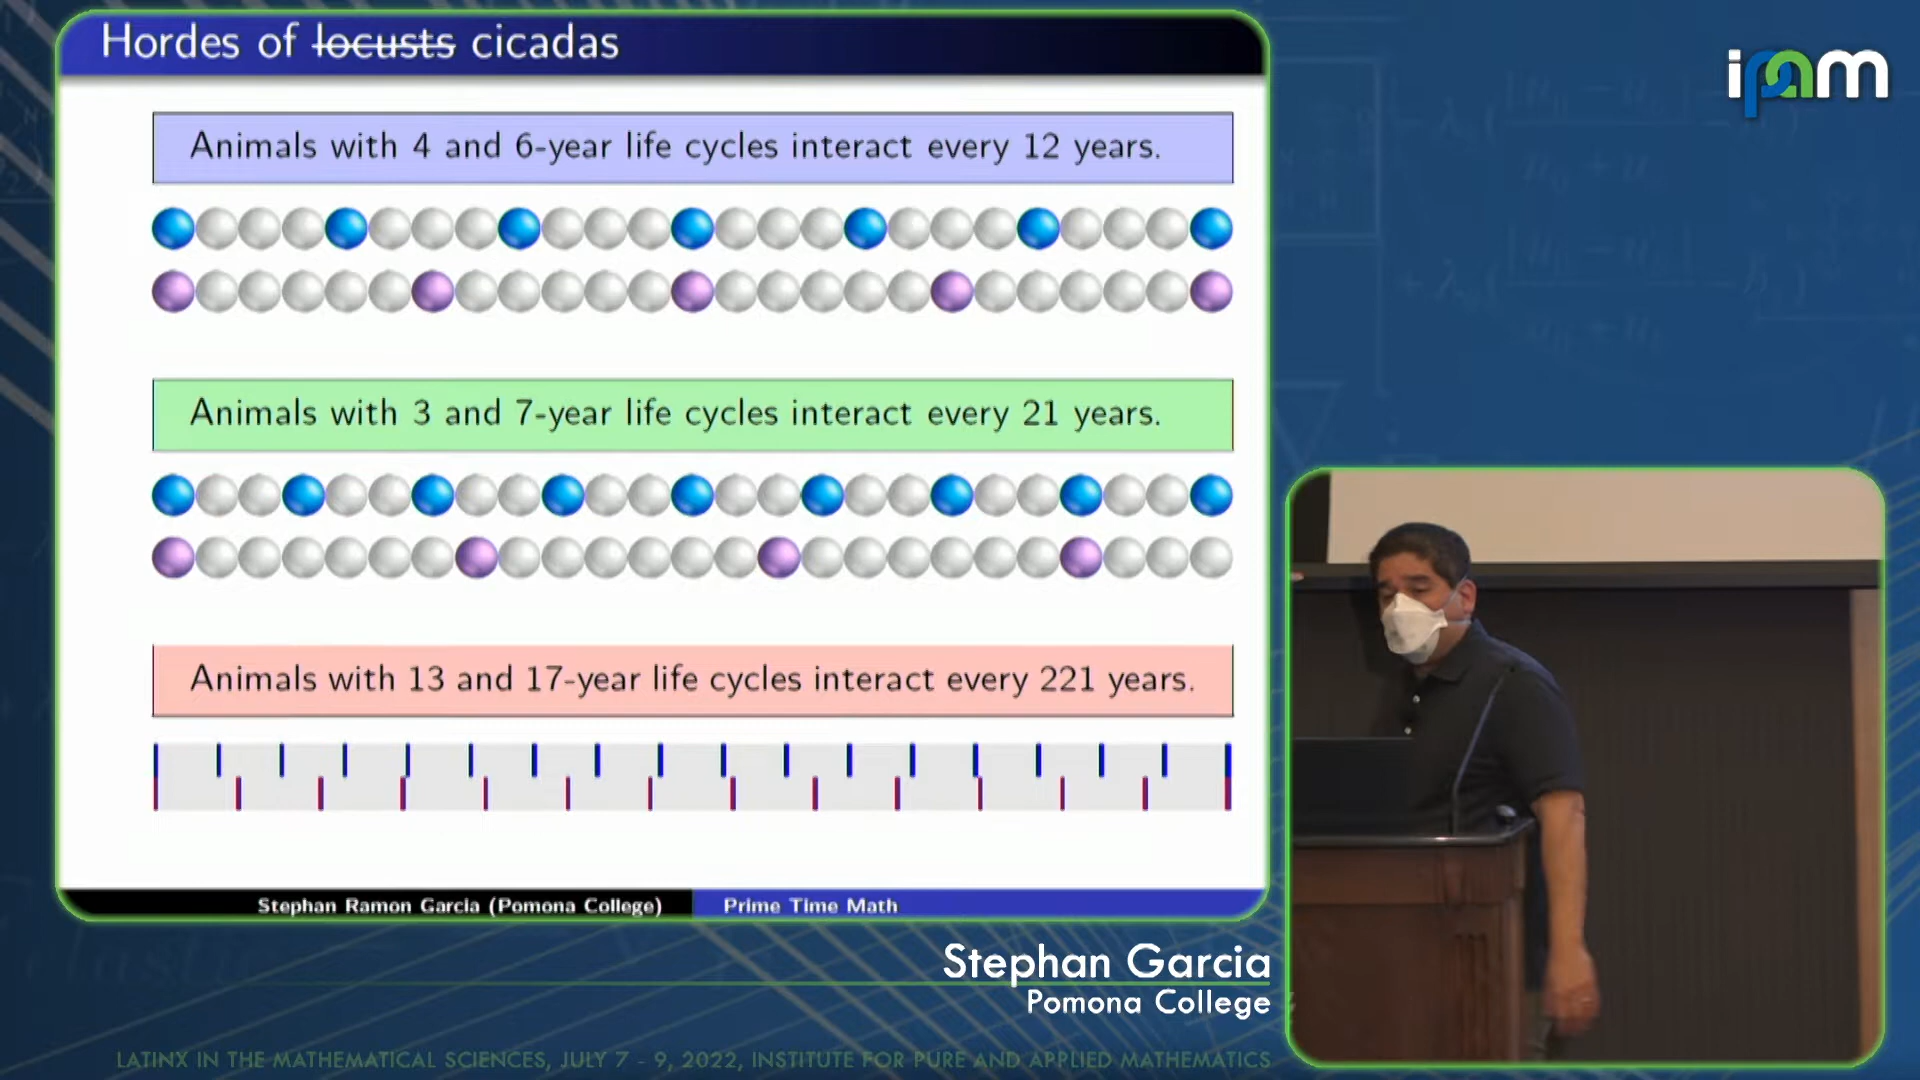 Hordes of locusts cicadas
ipam
Animals with 4 and 6-year life cycles interact every 12 years.
Animals with 3 and 7-year life cycles interact every 21 years.
Animals with 13 and 17-year life cycles interact every 221 years.
Stephan Ramon Garcia (Pomona College)
Prime Time Math
Stephan Garcia
Pomona College
LATINX IN THE MATHEMATICAL SCIENCES, JULY 7 - 9, 2022, INSTITUTE FOR PURE AND APPLIED MATHEMATICS